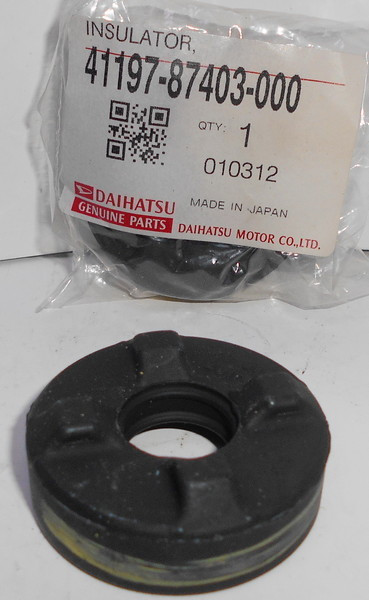 INSULATOR,
41197-87403-000
QTY: 1
010312
DAIHATSU
GENUINE PARTS
MADE IN JAPAN
DAIHATSU MOTOR CO.,LTD.